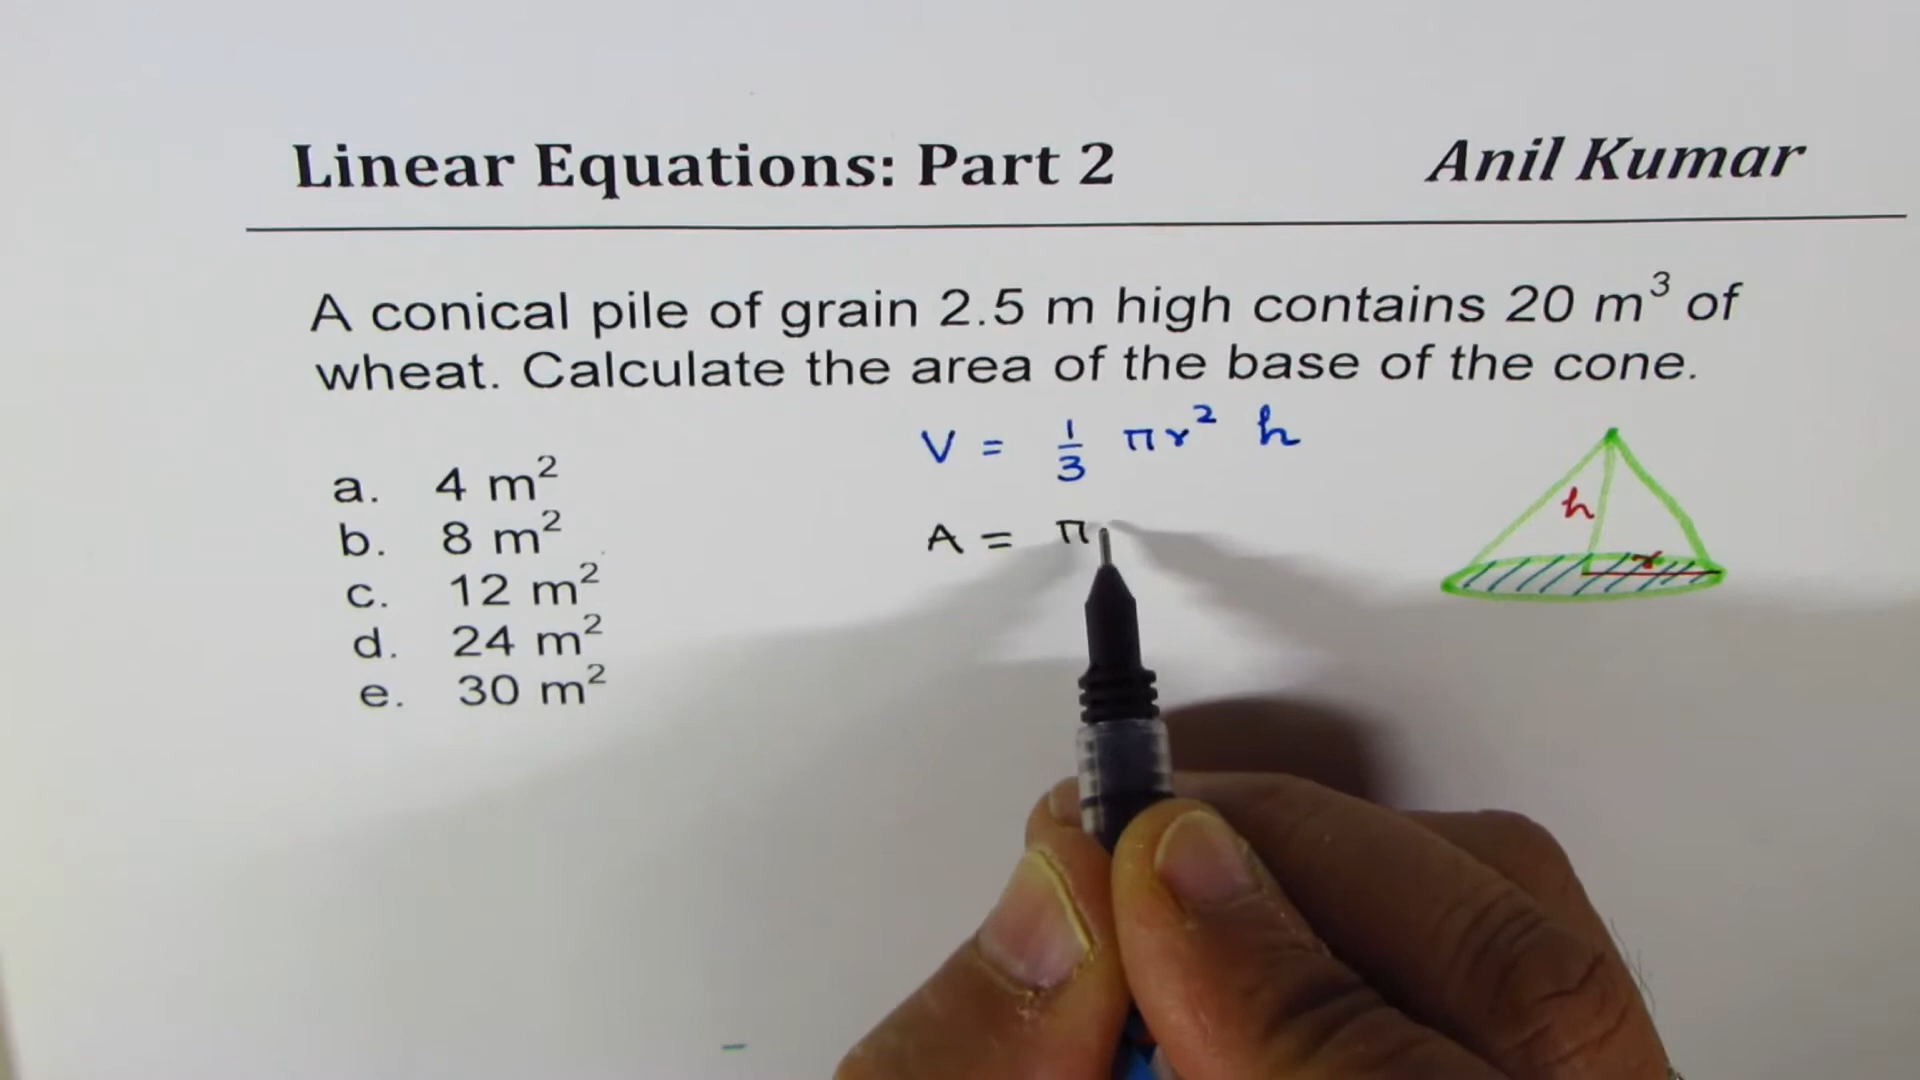 Linear Equations: Part 2 Anil Kumar
A conical pile of grain 2.5 m high contains 20 m³ of
wheat. Calculate the area of the base of the cone.
V = 1/3 πr² h
a. 4 m²
A = π
b. 8 m²
c. 12 m²
d. 24 m²
e. 30 m²
h
r